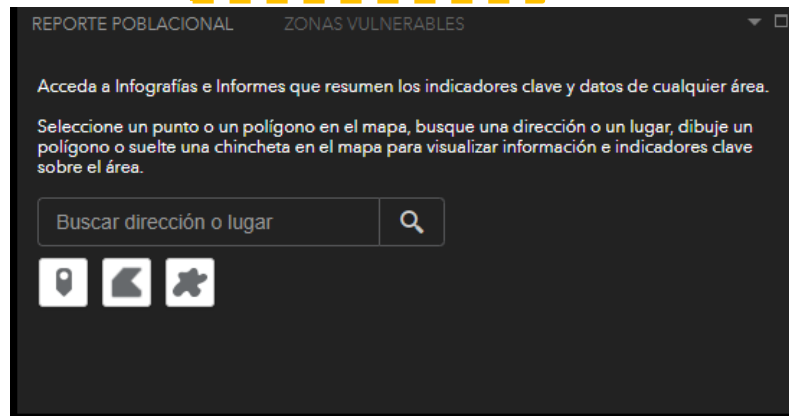 REPORTE POBLACIONAL ZONAS VULNERABLES
Acceda a Infografías e Informes que resumen los indicadores clave y datos de cualquier área.
Seleccione un punto o un polígono en el mapa, busque una dirección o un lugar, dibuje un
polígono o suelte una chincheta en el mapa para visualizar información e indicadores clave
sobre el área.
Buscar dirección o lugar